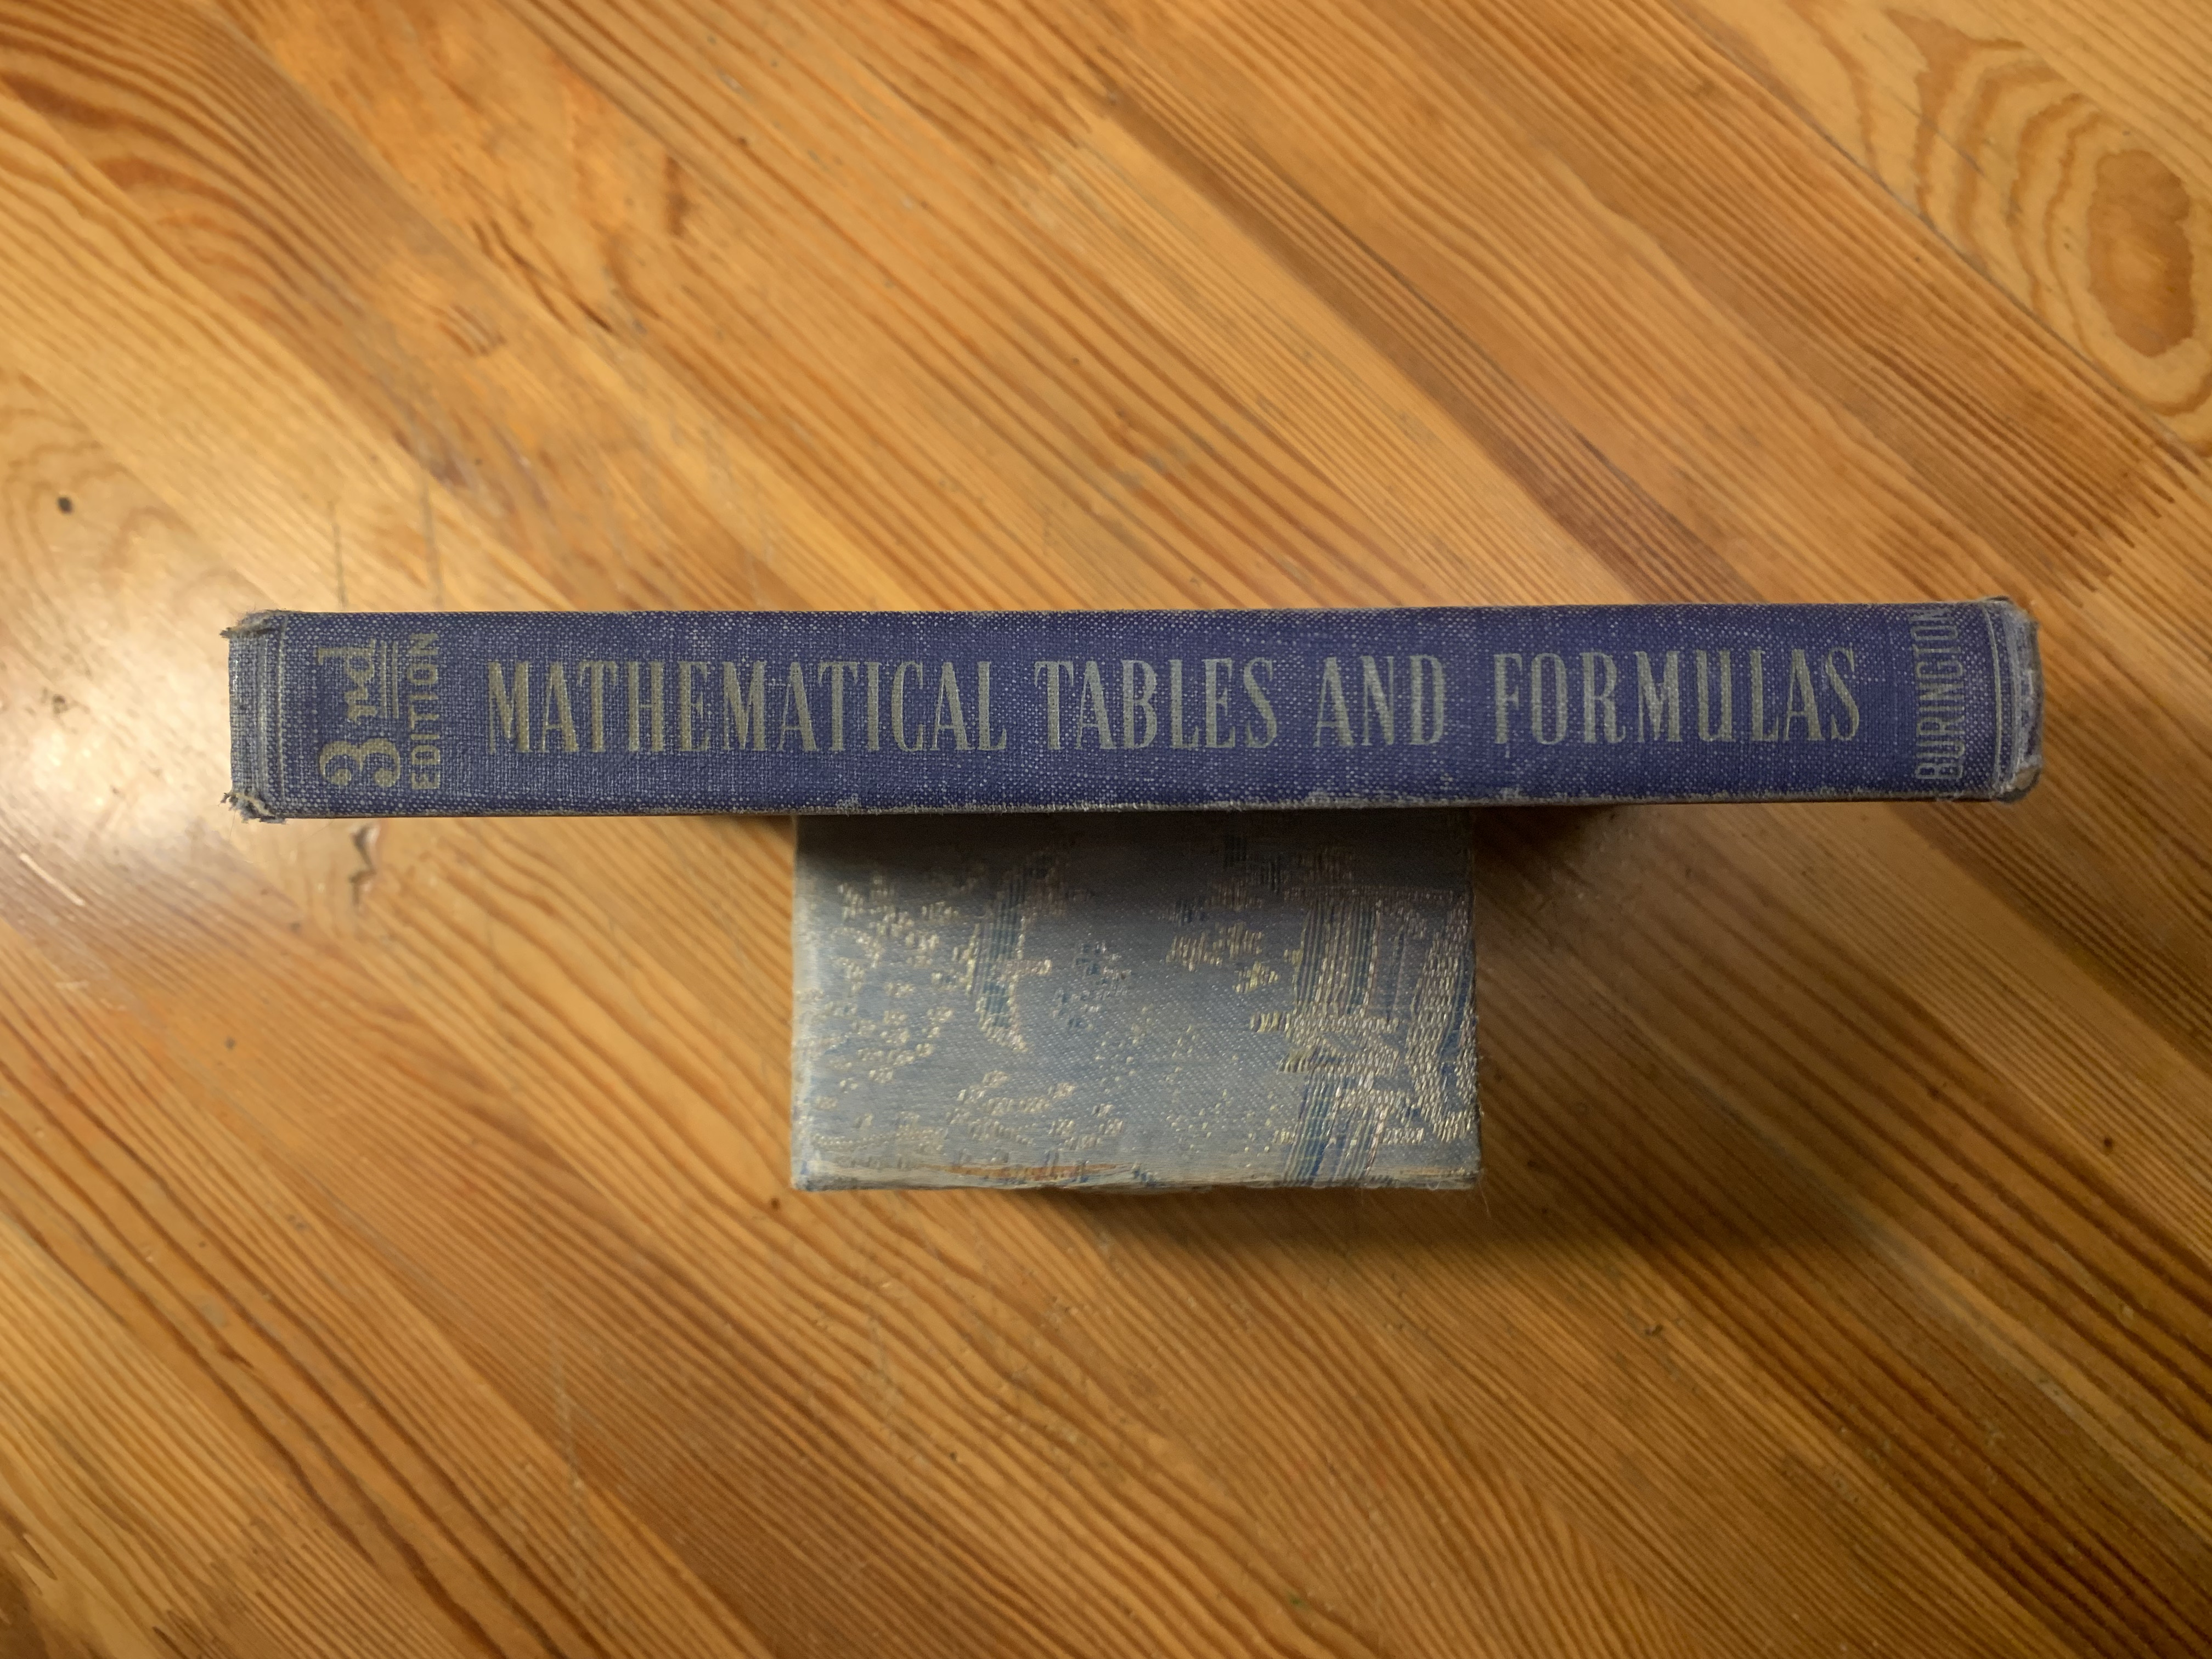 3rd
EDITION
MATHEMATICAL TABLES AND FORMULAS
BURINGTON